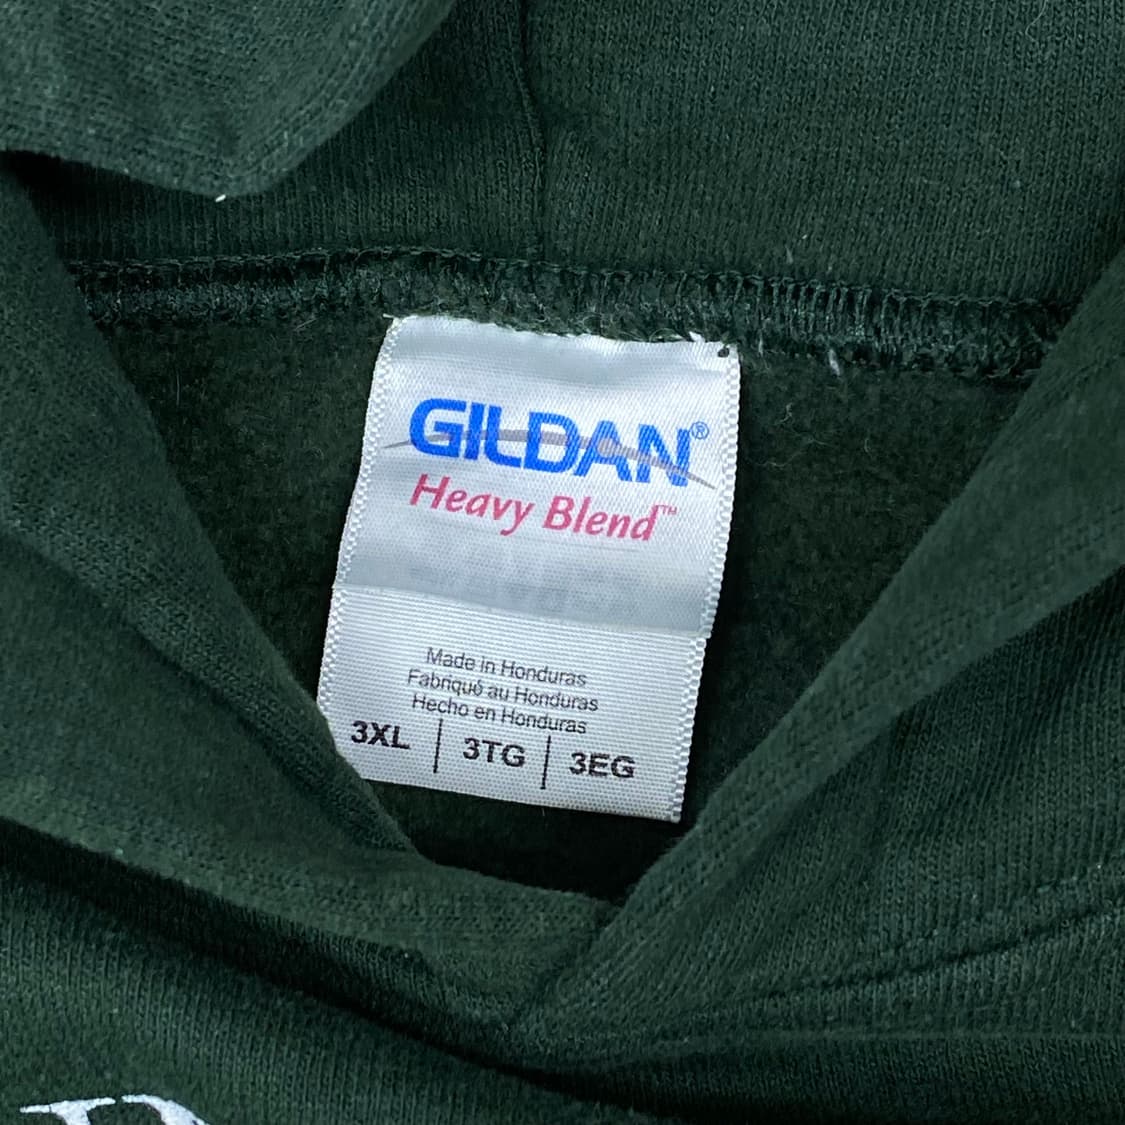 GILDAN®
Heavy Blend™
Made in Honduras
Fabriqué au Honduras
Hecho en Honduras
3XL | 3TG | 3EG